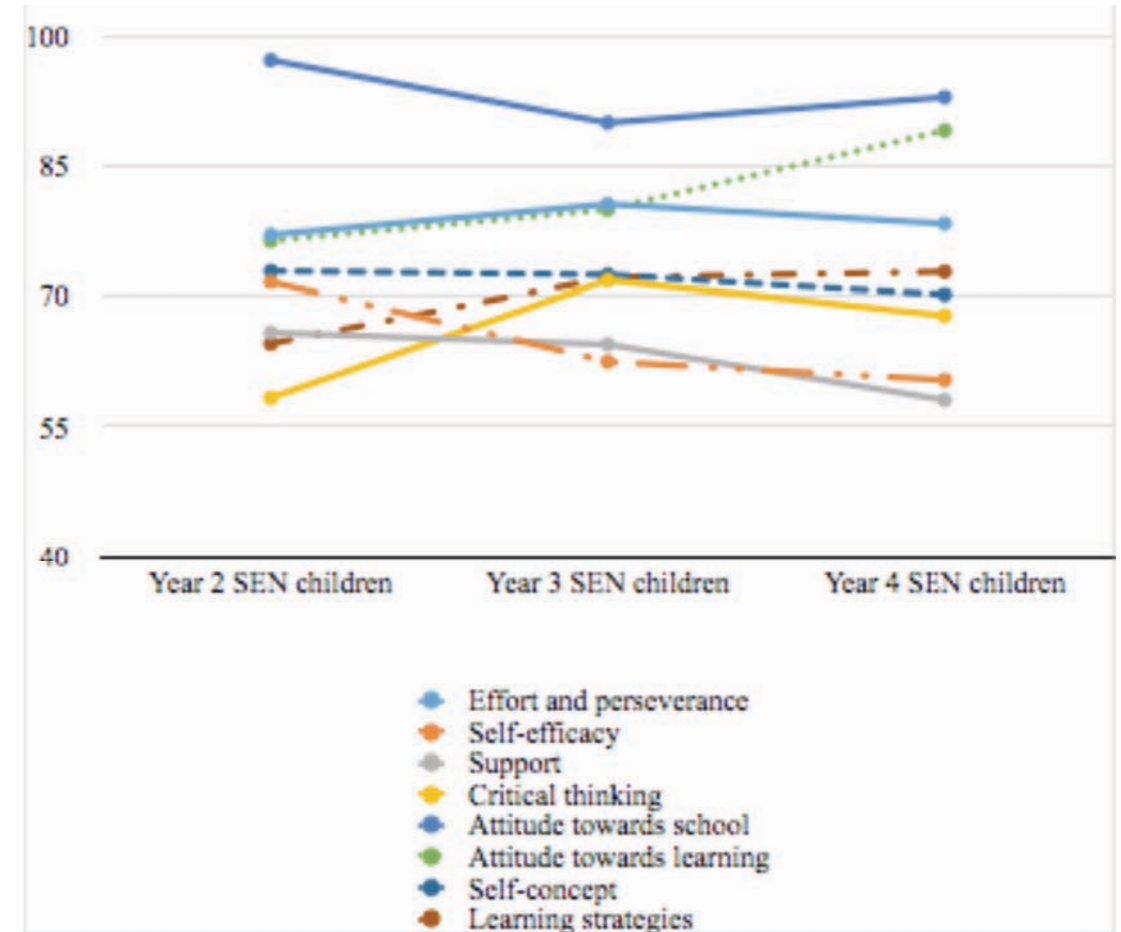 100
85
70
55
40
Year 2 SEN children Year 3 SEN children Year 4 SEN children
Effort and perseverance
Self-efficacy
Support
Critical thinking
Attitude towards school
Attitude towards learning
Self-concept
Learning strategies